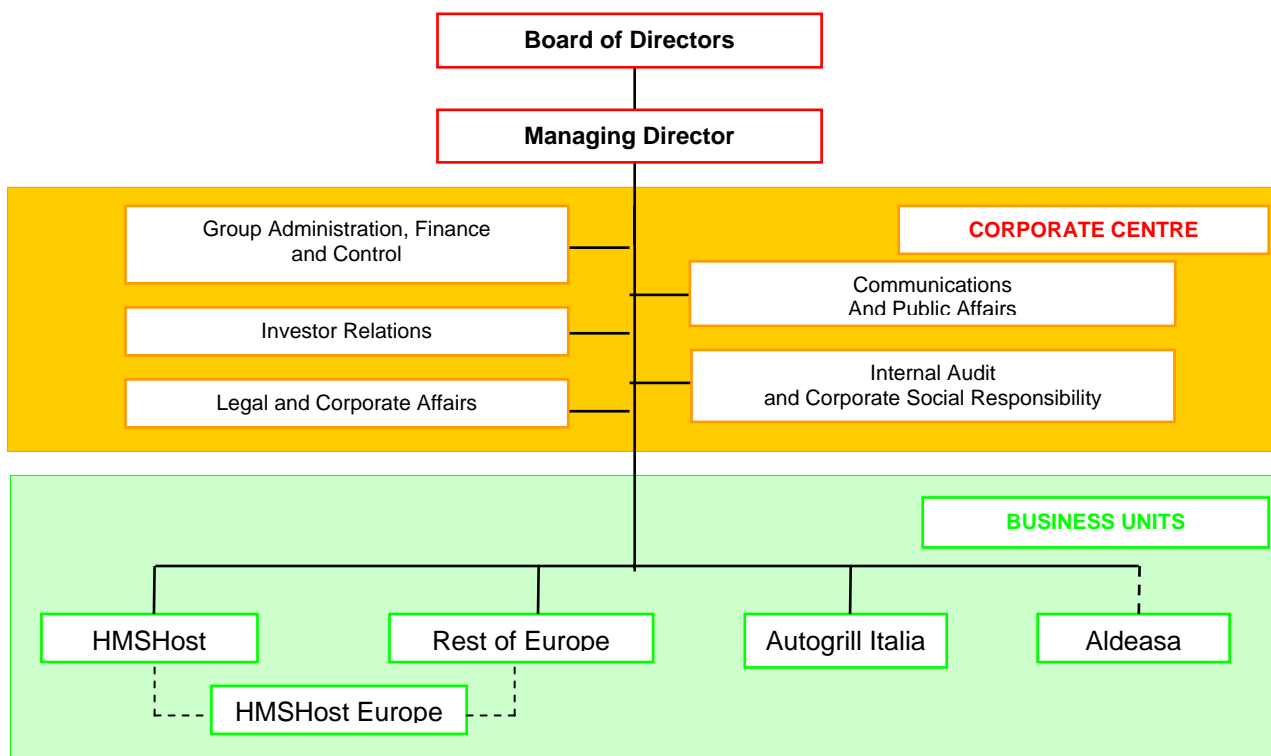 Board of Directors
Managing Director
Group Administration, Finance
and Control
CORPORATE CENTRE
Communications
And Public Affairs
Investor Relations
Internal Audit
and Corporate Social Responsibility
Legal and Corporate Affairs
BUSINESS UNITS
HMSHost
Rest of Europe
Autogrill Italia
Aldeasa
HMSHost Europe